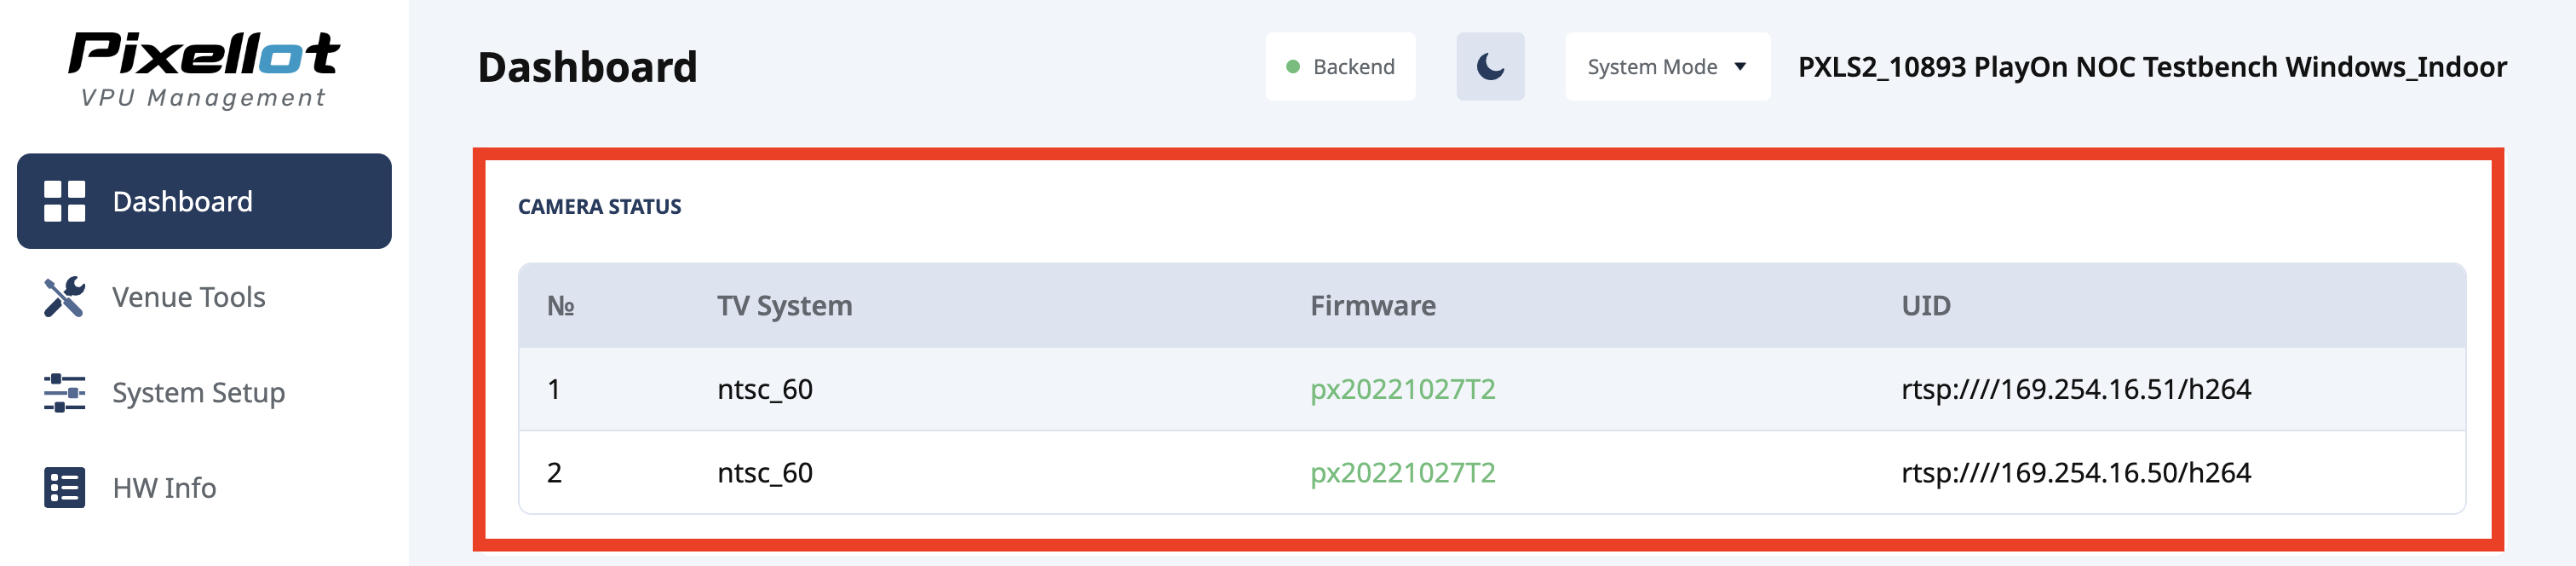 Pixellot
VPU Management
Dashboard
Venue Tools
System Setup
HW Info
Dashboard
Backend
System Mode
PXLS2_10893 PlayOn NOC Testbench Windows_Indoor
CAMERA STATUS
№ TV System Firmware UID
1 ntsc_60 px20221027T2 rtsp:////169.254.16.51/h264
2 ntsc_60 px20221027T2 rtsp:////169.254.16.50/h264